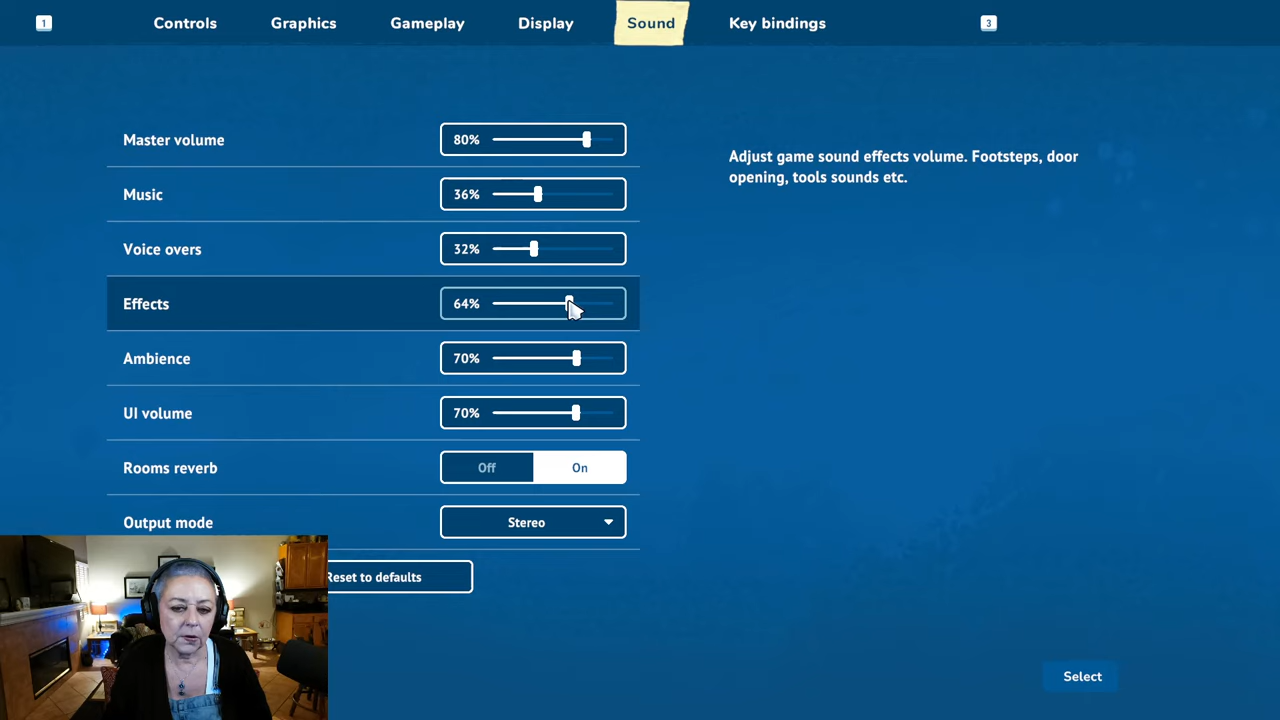 1 Controls Graphics Gameplay Display Sound Key bindings 3
Master volume 80%
Music 36%
Voice overs 32%
Effects 64%
Ambience 70%
UI volume 70%
Rooms reverb Off On
Output mode Stereo
Reset to defaults
Adjust game sound effects volume. Footsteps, door
opening, tools sounds etc.
Select